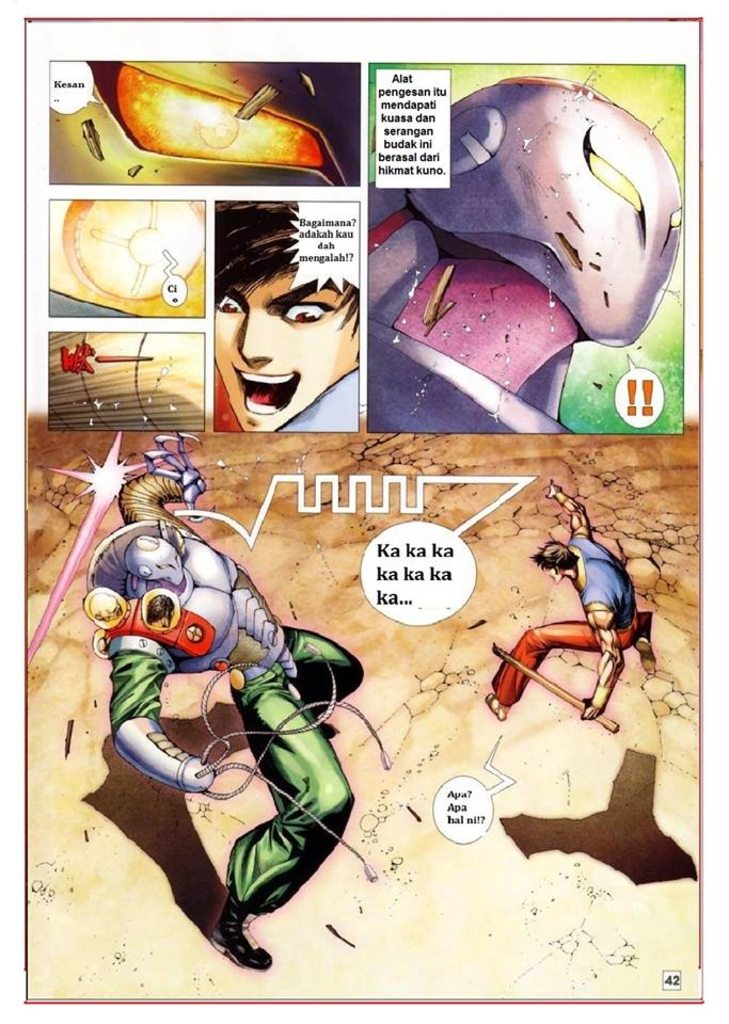 Kesan
..
Alat
pengesan itu
mendapati
kuasa dan
serangan
budak ini
berasal dari
hikmat kuno.
Ci
o
Bagaimana?
adakah kau
dah
mengalah!?
!!
Ka ka ka
ka ka ka
ka...
Apa?
Apa
hal ni!?
42